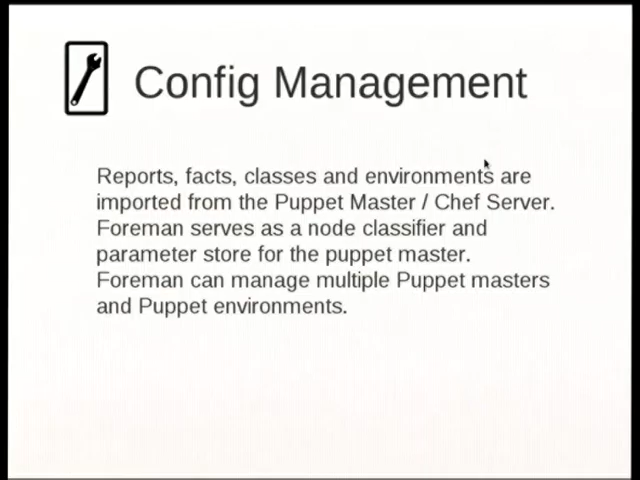 Config Management
Reports, facts, classes and environments are
imported from the Puppet Master / Chef Server.
Foreman serves as a node classifier and
parameter store for the puppet master.
Foreman can manage multiple Puppet masters
and Puppet environments.